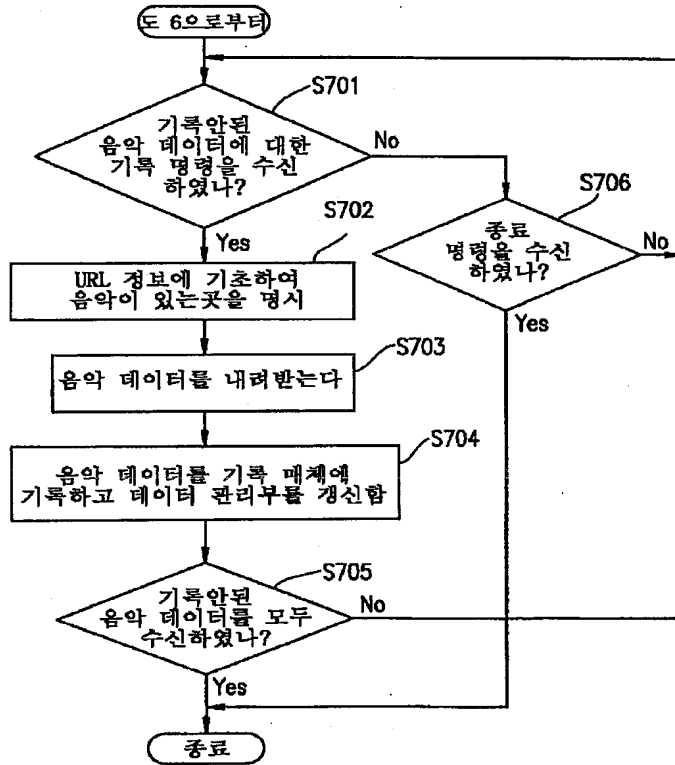 도 6으로부터
S701
기록안된
음악 데이터에 대한
기록 명령을 수신
하였나?
No
S706
종료
명령을 수신
하였나?
No
Yes
S702
Yes
URL 정보에 기초하여
음악이 있는곳을 명시
S703
음악 데이터를 내려받는다
S704
음악 데이터를 기록 매체에
기록하고 데이터 관리부를 갱신함
S705
기록안된
음악 데이터를 모두
수신하였나?
No
Yes
종료